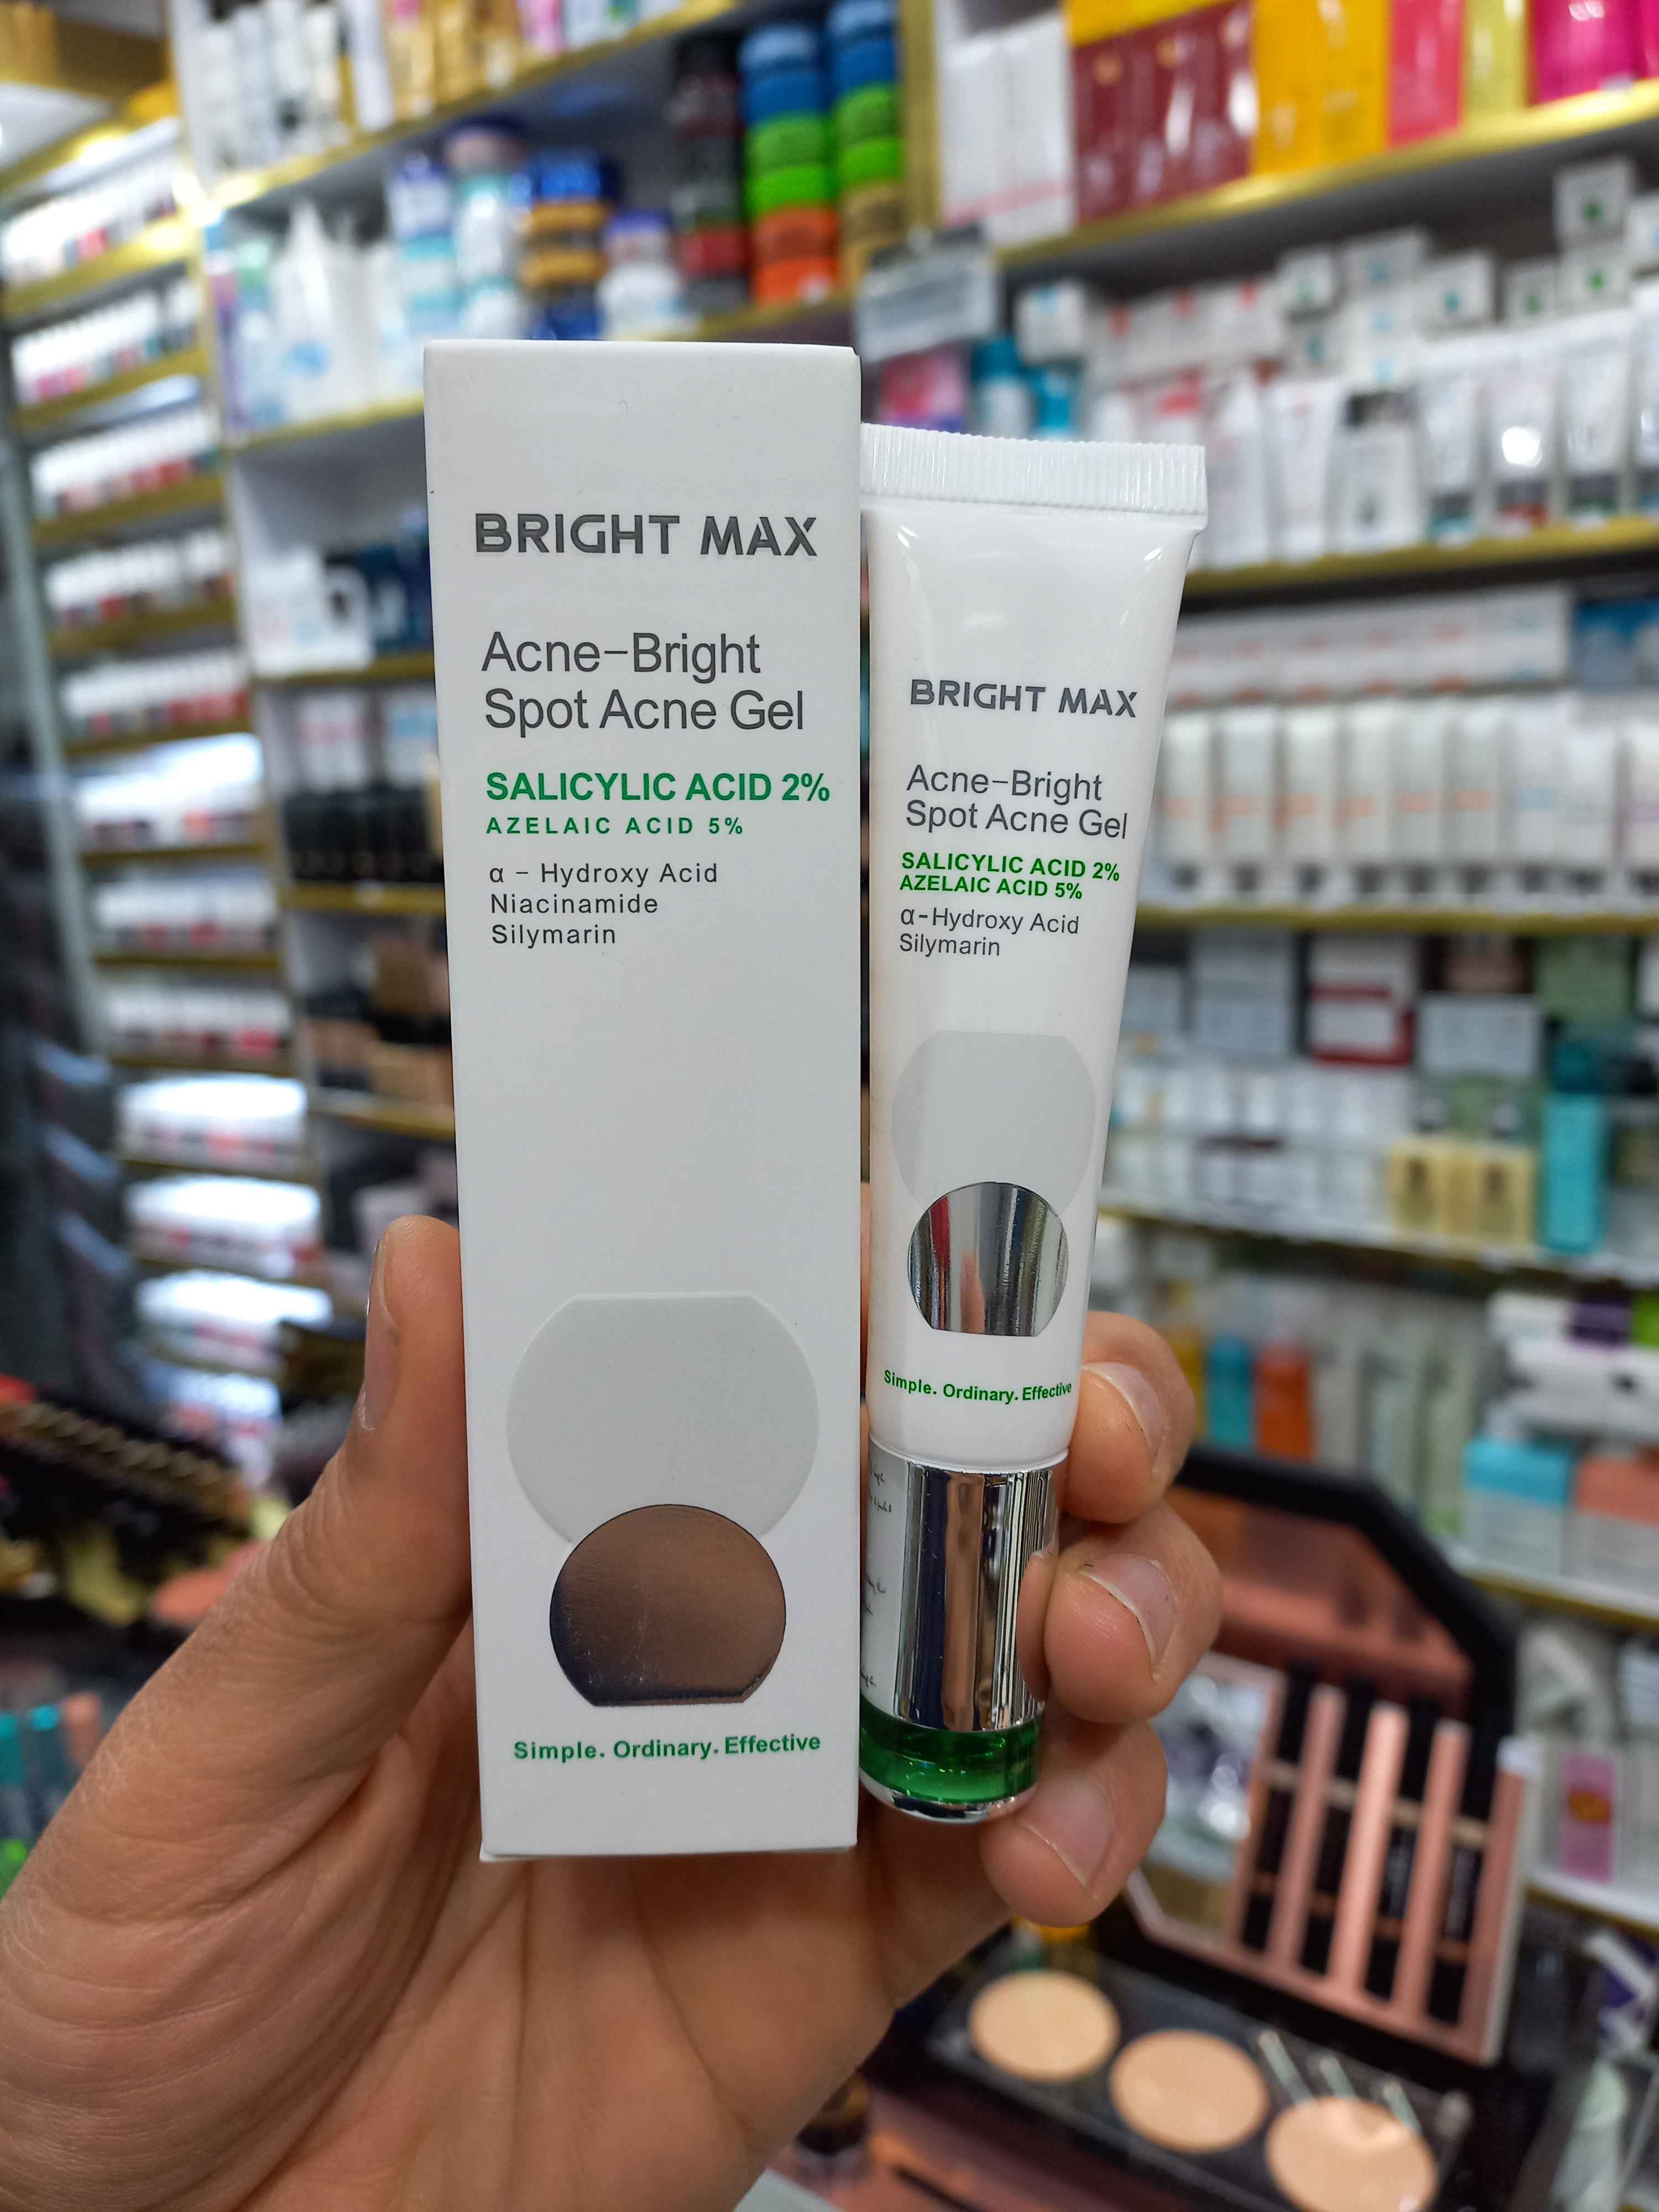 BRIGHT MAX
Acne-Bright
Spot Acne Gel
SALICYLIC ACID 2%
AZELAIC ACID 5%
α - Hydroxy Acid
Niacinamide
Silymarin
Simple. Ordinary. Effective
BRIGHT MAX
Acne-Bright
Spot Acne Gel
SALICYLIC ACID 2%
AZELAIC ACID 5%
α-Hydroxy Acid
Silymarin
Simple. Ordinary. Effective